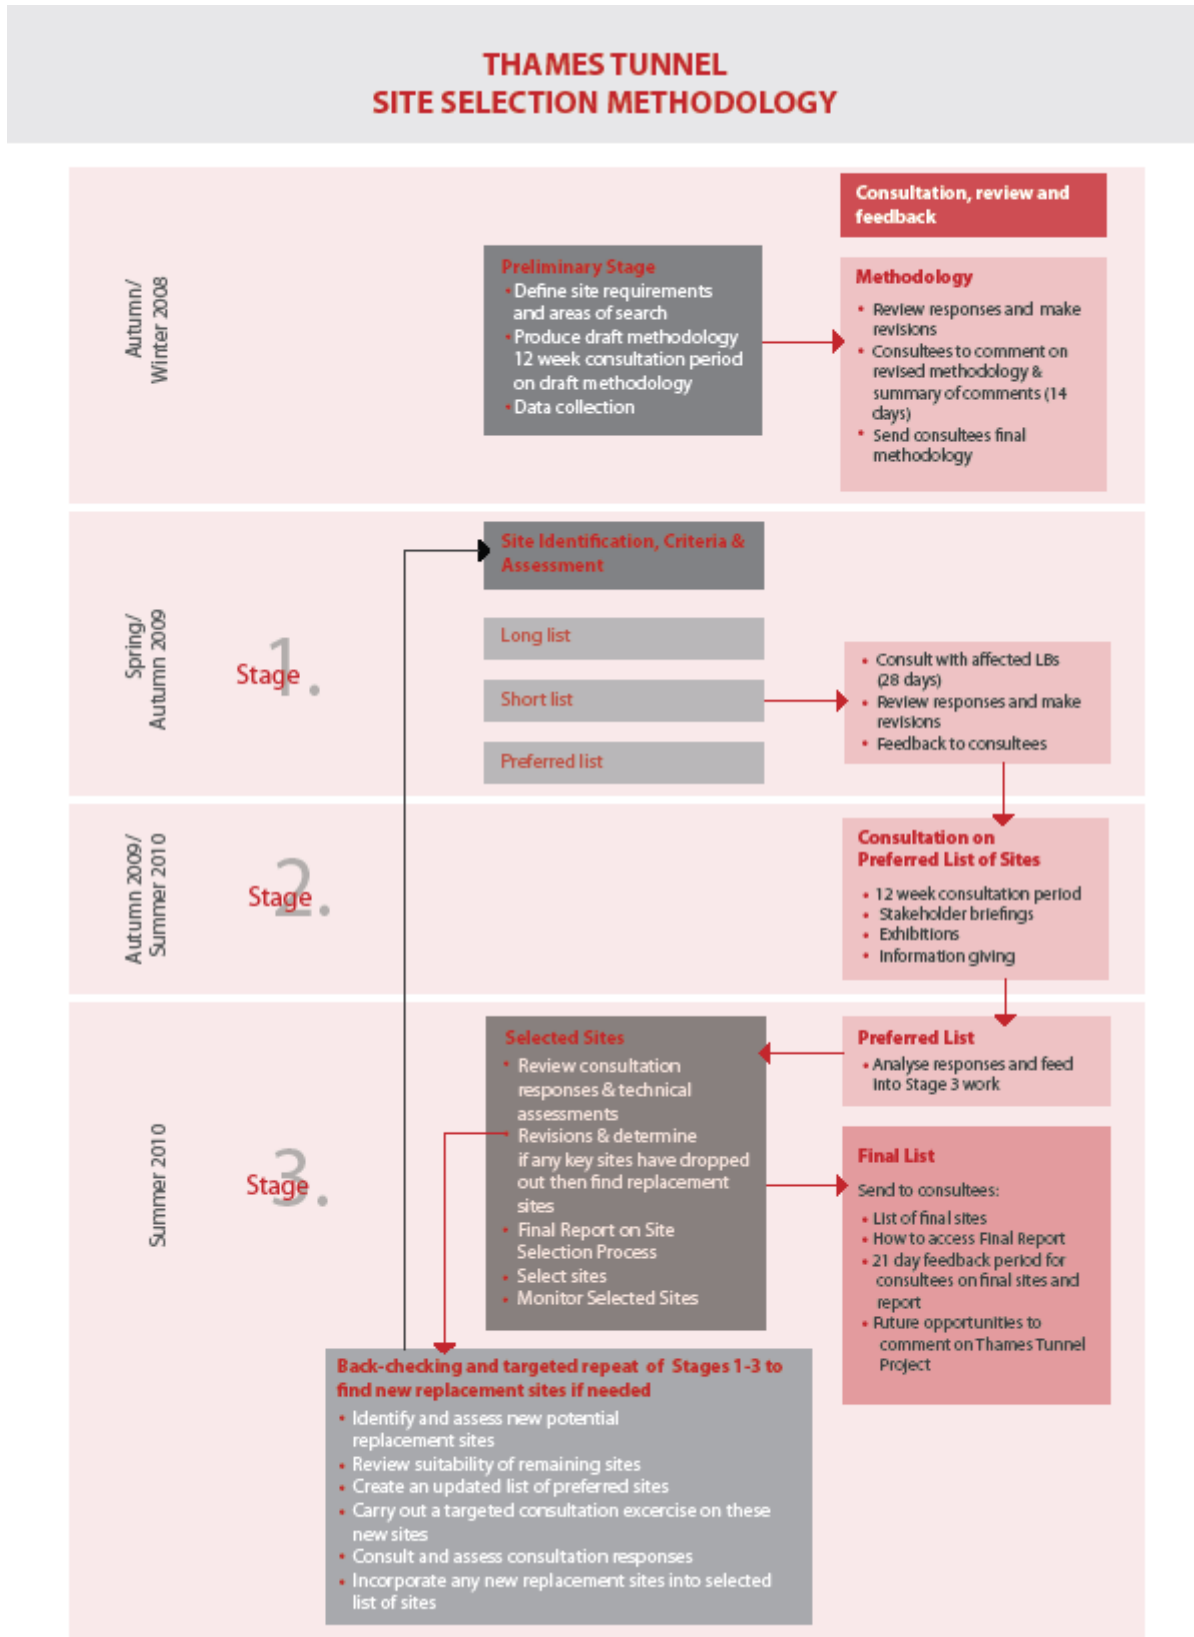 THAMES TUNNEL
SITE SELECTION METHODOLOGY
Autumn/
Winter 2008
Preliminary Stage
• Define site requirements
and areas of search
• Produce draft methodology
12 week consultation period
on draft methodology
• Data collection
Consultation, review and
feedback
Methodology
• Review responses and make
revisions
• Consultees to comment on
revised methodology &
summary of comments (14
days)
• Send consultees final
methodology
Spring/
Autumn 2009
Stage 1.
Site Identification, Criteria &
Assessment
Long list
Short list
Preferred list
• Consult with affected LBs
(28 days)
• Review responses and make
revisions
• Feedback to consultees
Autumn 2009/
Summer 2010
Stage 2.
Consultation on
Preferred List of Sites
• 12 week consultation period
• Stakeholder briefings
• Exhibitions
• Information giving
Summer 2010
Stage 3.
Selected Sites
• Review consultation
responses & technical
assessments
• Revisions & determine
if any key sites have dropped
out then find replacement
sites
• Final Report on Site
Selection Process
• Select sites
• Monitor Selected Sites
Preferred List
• Analyse responses and feed
into Stage 3 work
Final List
Send to consultees:
• List of final sites
• How to access Final Report
• 21 day feedback period for
consultees on final sites and
report
• Future opportunities to
comment on Thames Tunnel
Project
Back-checking and targeted repeat of Stages 1-3 to
find new replacement sites if needed
• Identify and assess new potential
replacement sites
• Review suitability of remaining sites
• Create an updated list of preferred sites
• Carry out a targeted consultation excercise on these
new sites
• Consult and assess consultation responses
• Incorporate any new replacement sites into selected
list of sites